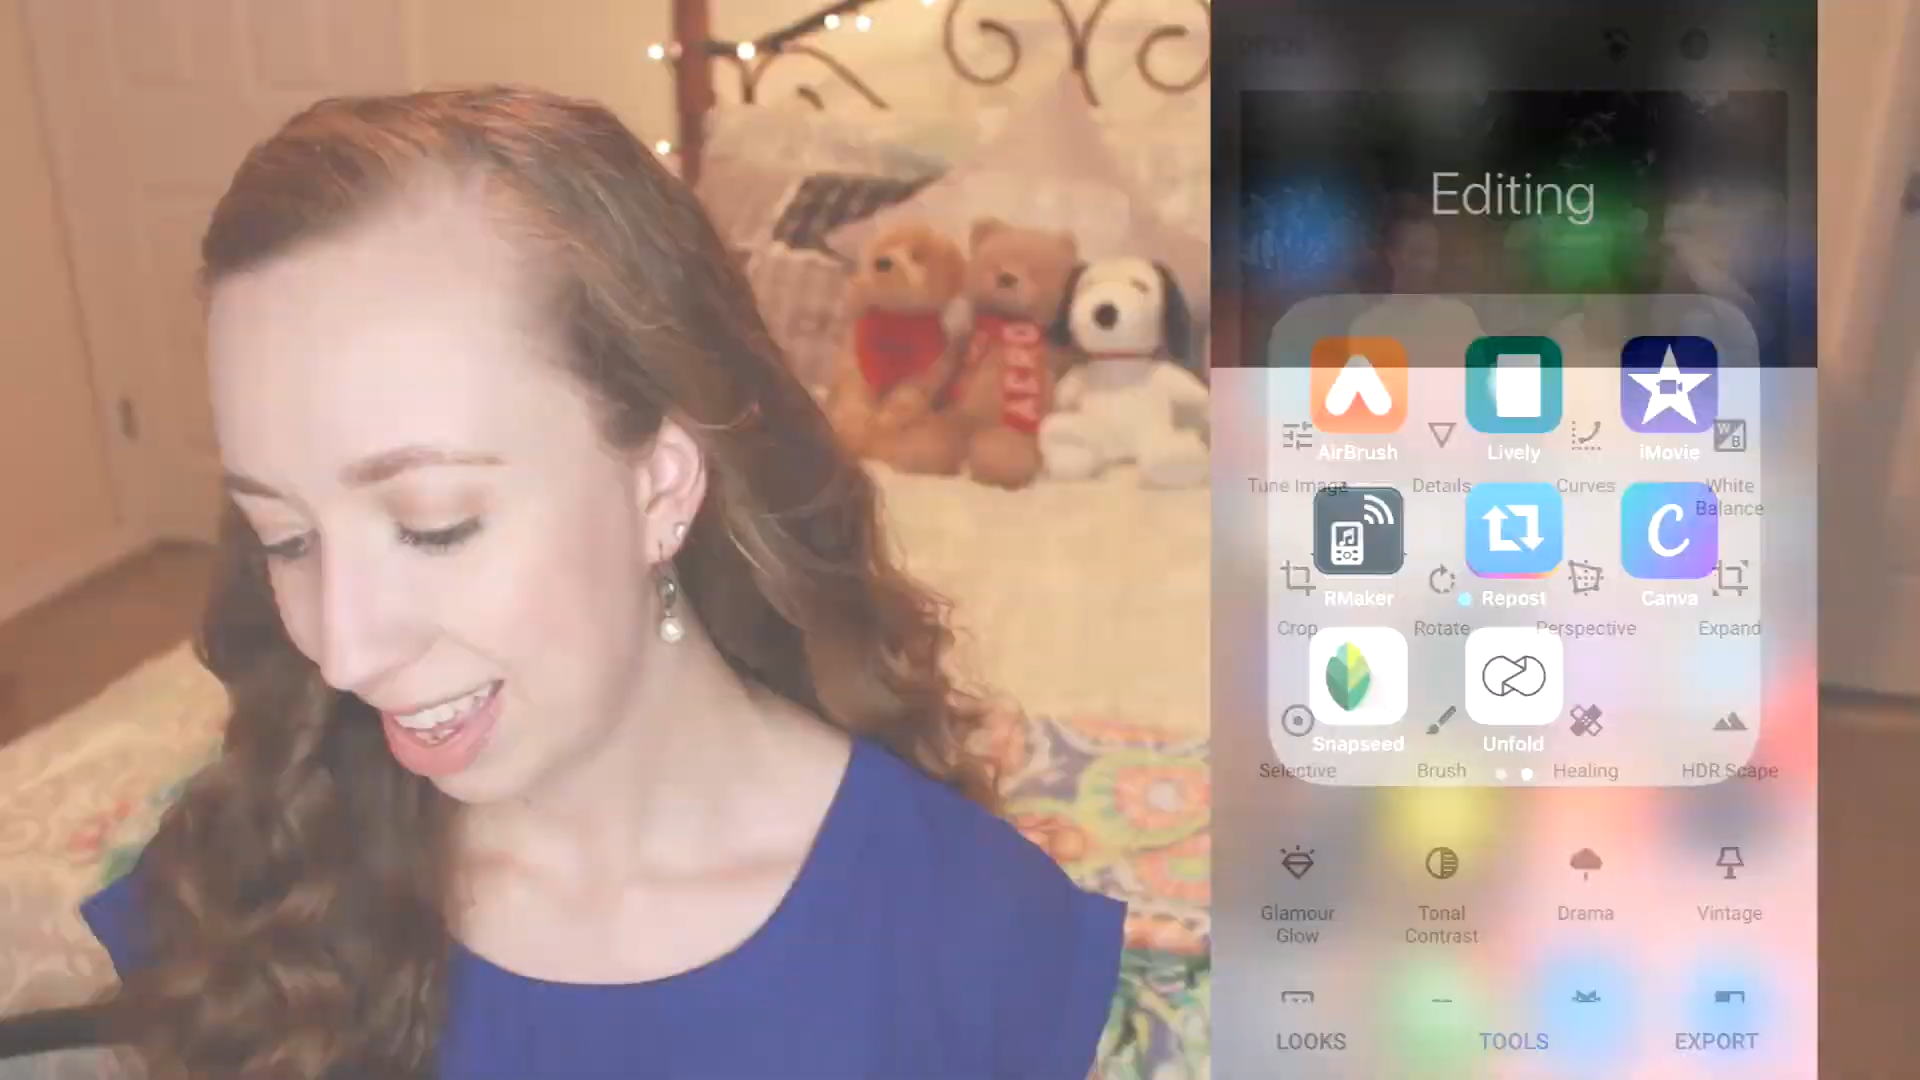 Editing
AirBrush
Lively
iMovie
Tune Image
Details
Curves
White
Balance
RMaker
Repost
Canva
Crop
Rotate
Perspective
Expand
Snapseed
Unfold
Selective
Brush
Healing
HDR Scape
Glamour
Glow
Tonal
Contrast
Drama
Vintage
LOOKS
TOOLS
EXPORT
AERO
W
B
C